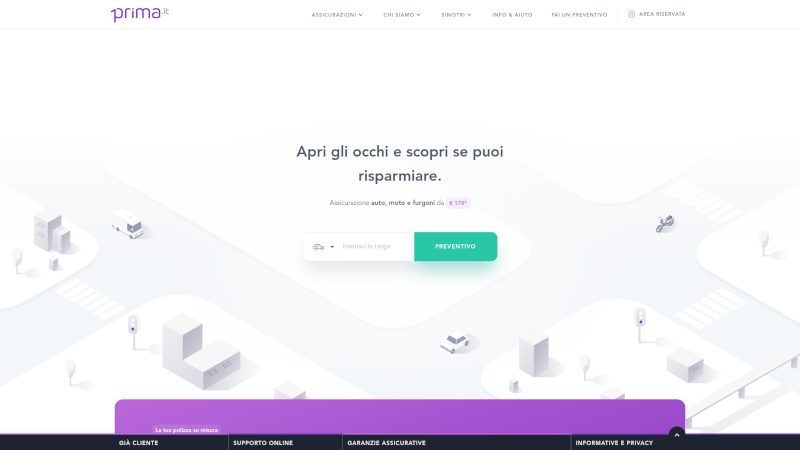 prima.it
ASSICURAZIONI
CHI SIAMO
SINISTRI
INFO & AIUTO
FAI UN PREVENTIVO
AREA RISERVATA
Apri gli occhi e scopri se puoi
risparmiare.
Assicurazione auto, moto e furgoni da € 178*
Inserisci la targa
PREVENTIVO
La tua polizza su misura
GIÀ CLIENTE
SUPPORTO ONLINE
GARANZIE ASSICURATIVE
INFORMATIVE E PRIVACY